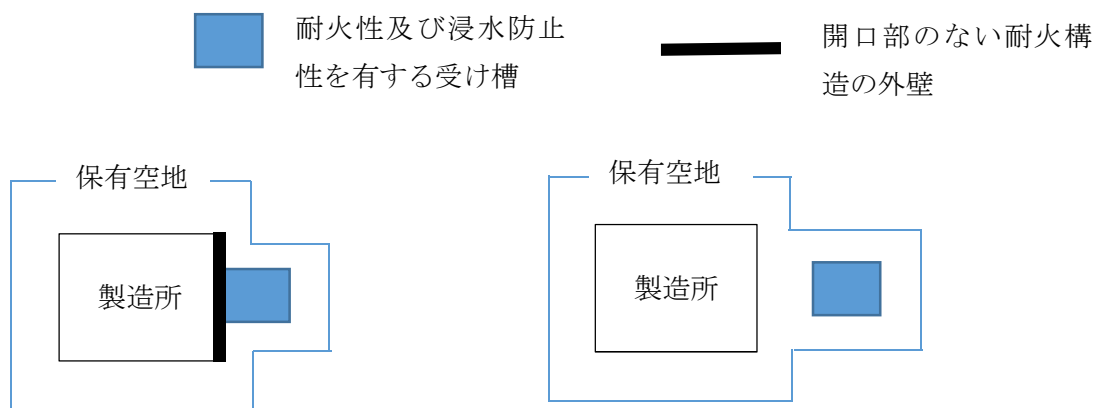 耐火性及び浸水防止
性を有する受け槽
開口部のない耐火構
造の外壁
保有空地
製造所
保有空地
製造所